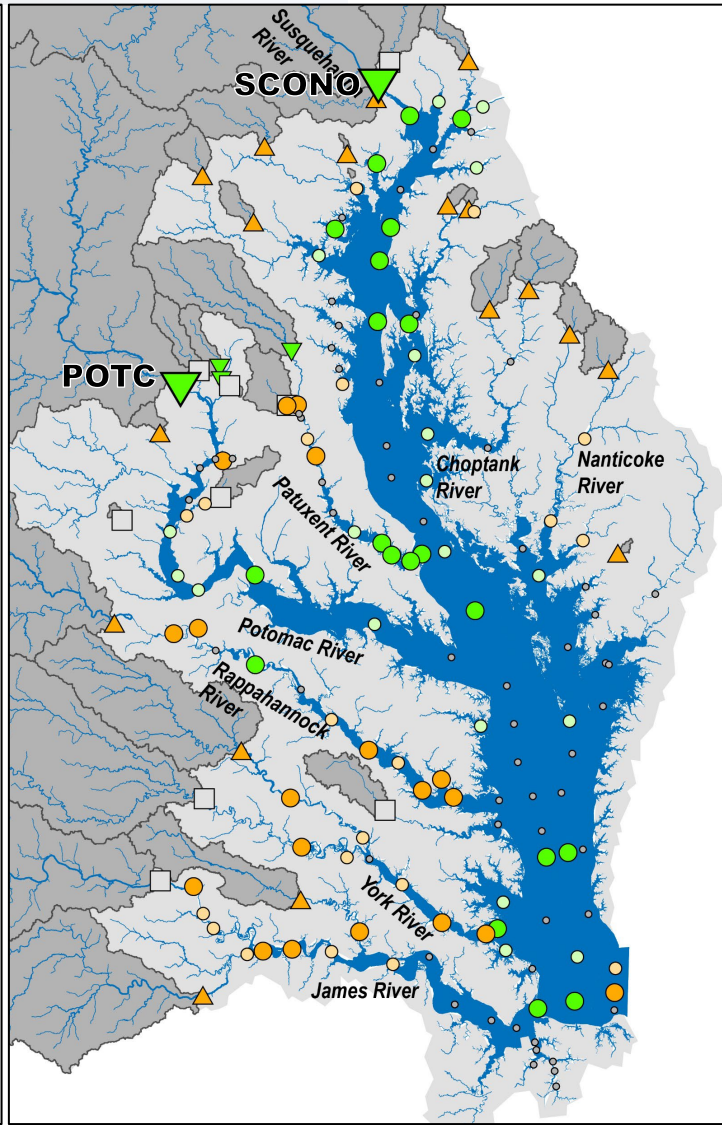 Susquehanna
River
SCONO
POTC
Choptank
River
Nanticoke
River
Patuxent River
Potomac River
Rappahannock
River
York River
James River